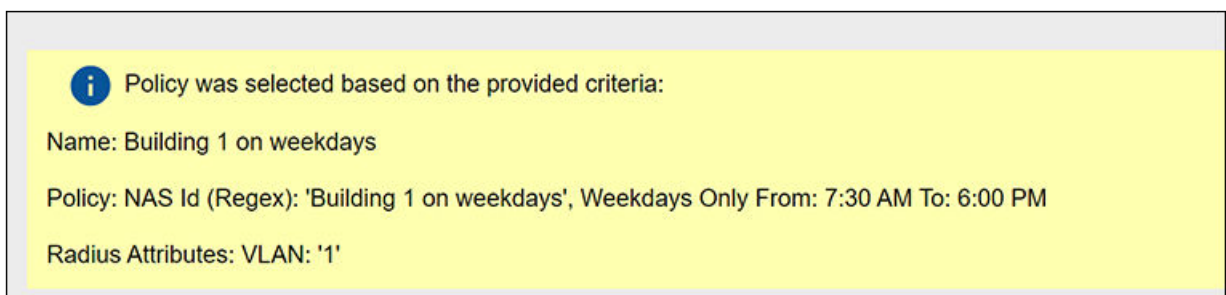 Policy was selected based on the provided criteria:
Name: Building 1 on weekdays
Policy: NAS Id (Regex): 'Building 1 on weekdays', Weekdays Only From: 7:30 AM To: 6:00 PM
Radius Attributes: VLAN: '1'